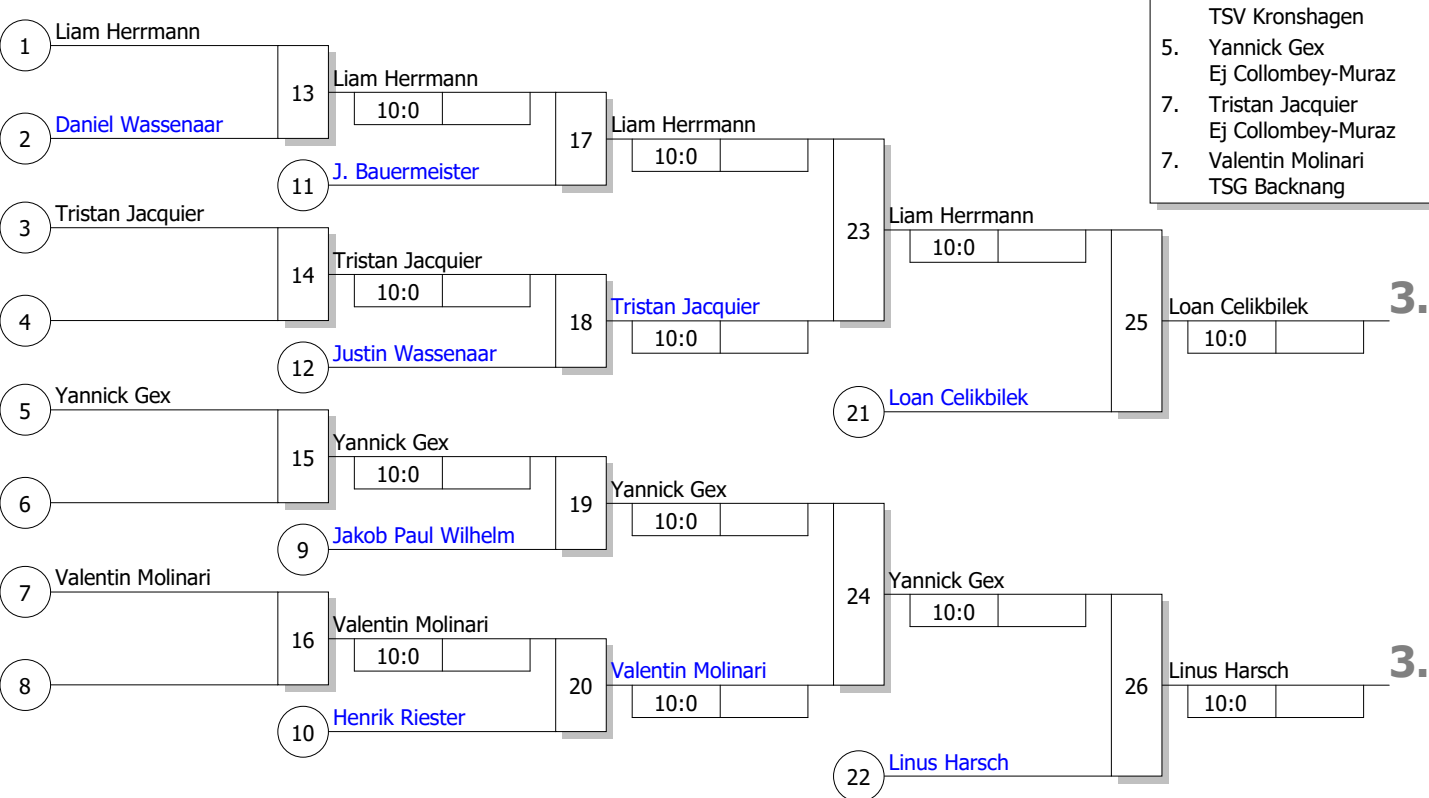 TSV Kronshagen
5. Yannick Gex
Ej Collombey-Muraz
7. Tristan Jacquier
Ej Collombey-Muraz
7. Valentin Molinari
TSG Backnang
1 Liam Herrmann
13 Liam Herrmann
10:0
2 Daniel Wassenaar
17 Liam Herrmann
10:0
11 J. Bauermeister
3 Tristan Jacquier
23 Liam Herrmann
10:0
14 Tristan Jacquier
10:0
4
18 Tristan Jacquier
10:0
12 Justin Wassenaar
25 Loan Celikbilek 3.
10:0
5 Yannick Gex
21 Loan Celikbilek
15 Yannick Gex
10:0
6
19 Yannick Gex
10:0
9 Jakob Paul Wilhelm
7 Valentin Molinari
24 Yannick Gex
10:0
16 Valentin Molinari
10:0
8
20 Valentin Molinari
10:0
26 Linus Harsch 3.
10:0
10 Henrik Riester
22 Linus Harsch